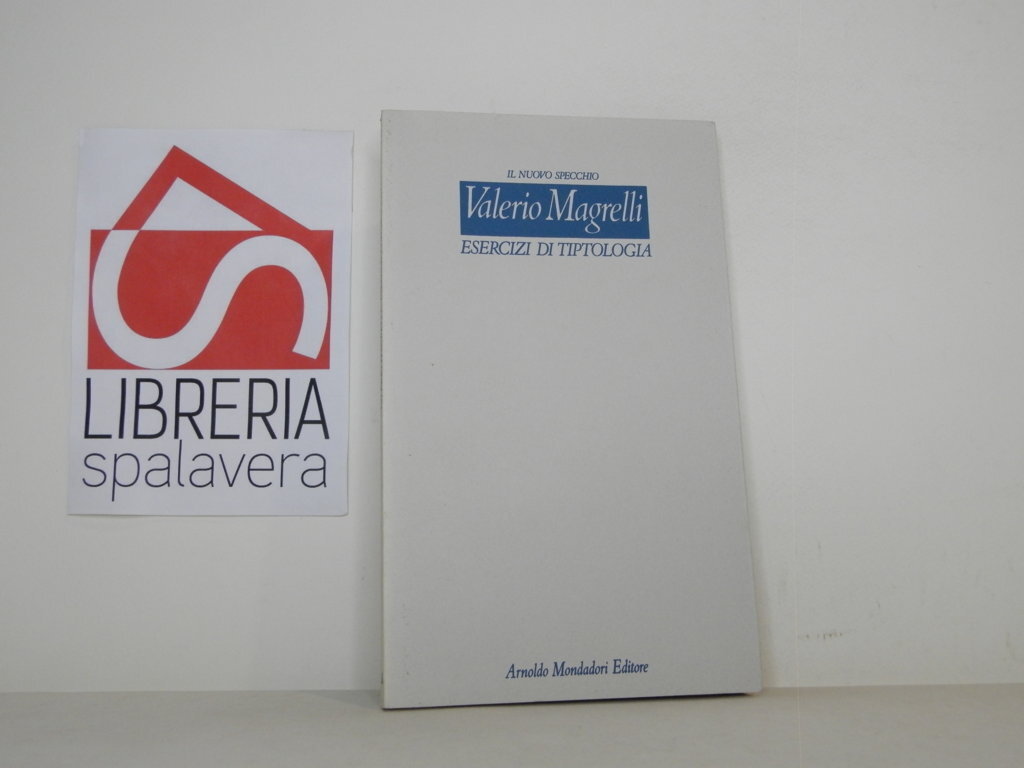 LIBRERIA
spalavera
IL NUOVO SPECCHIO
Valerio Magrelli
ESERCIZI DI TIPTOLOGIA
Arnoldo Mondadori Editore